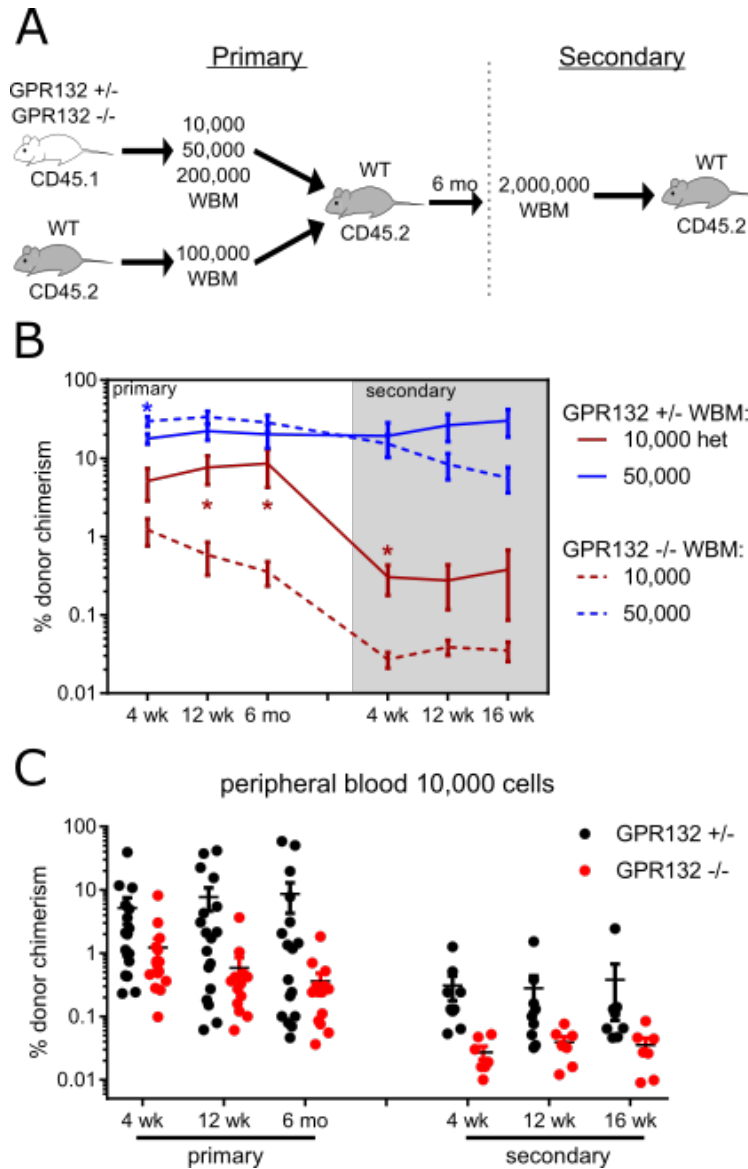 A
Primary
Secondary
GPR132 +/-
GPR132 -/-
CD45.1
10,000
50,000
200,000
WBM
WT
CD45.2
100,000
WBM
WT
CD45.2
6 mo
2,000,000
WBM
WT
CD45.2
B
% donor chimerism
100
10
1
0.1
0.01
primary
secondary
*
*
*
*
4 wk
12 wk
6 mo
4 wk
12 wk
16 wk
GPR132 +/- WBM:
10,000 het
50,000
GPR132 -/- WBM:
10,000
50,000
C
peripheral blood 10,000 cells
% donor chimerism
100
10
1
0.1
0.01
GPR132 +/-
GPR132 -/-
4 wk
12 wk
6 mo
4 wk
12 wk
16 wk
primary
secondary